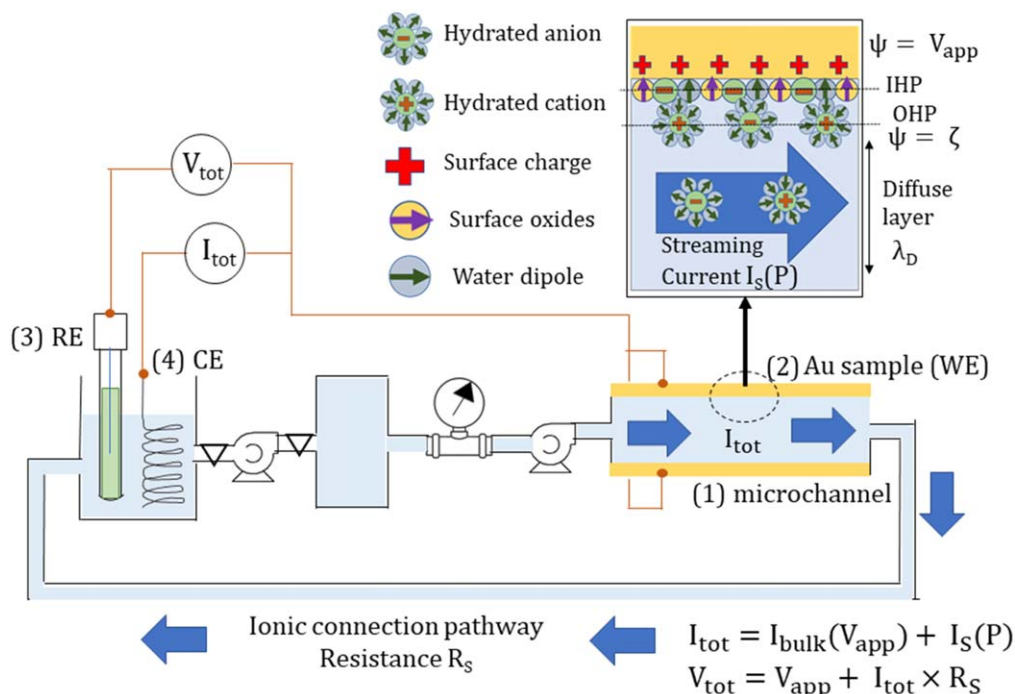 Hydrated anion
Hydrated cation
Surface charge
Surface oxides
Water dipole
ψ = V_app
IHP
OHP
ψ = ζ
Diffuse
layer
λ_D
Streaming
Current I_S(P)
V_tot
I_tot
(3) RE
(4) CE
(2) Au sample (WE)
I_tot
(1) microchannel
Ionic connection pathway
Resistance R_S
I_tot = I_bulk(V_app) + I_S(P)
V_tot = V_app + I_tot × R_S